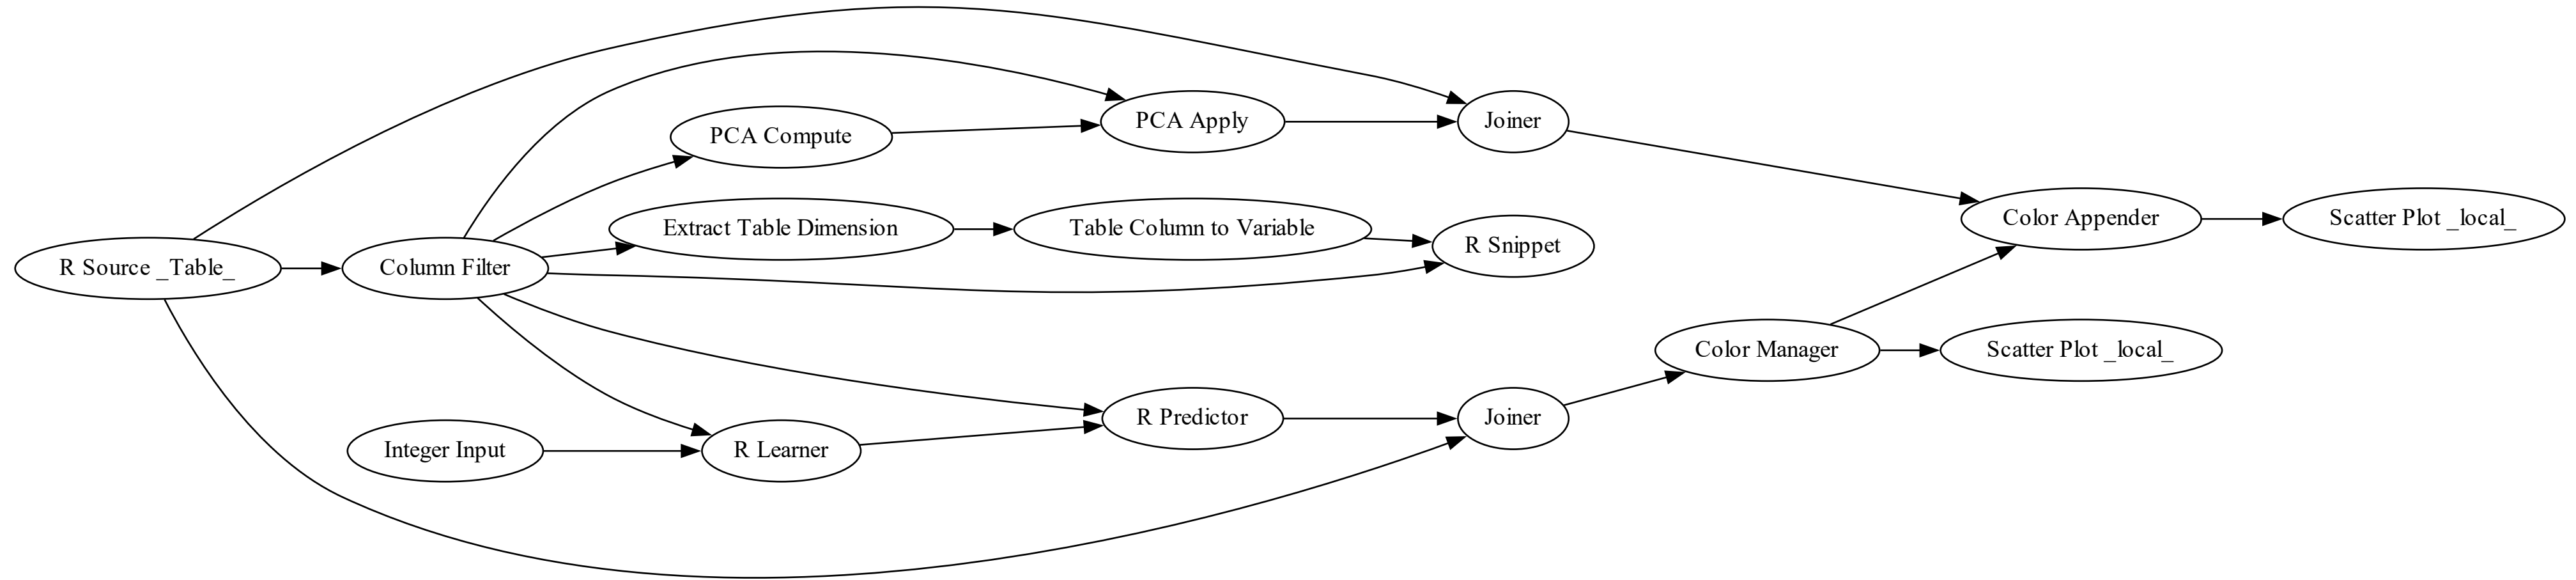 R Source _Table_
Column Filter
Integer Input
PCA Compute
Extract Table Dimension
R Learner
PCA Apply
Table Column to Variable
R Predictor
Joiner
R Snippet
Joiner
Color Manager
Color Appender
Scatter Plot _local_
Scatter Plot _local_